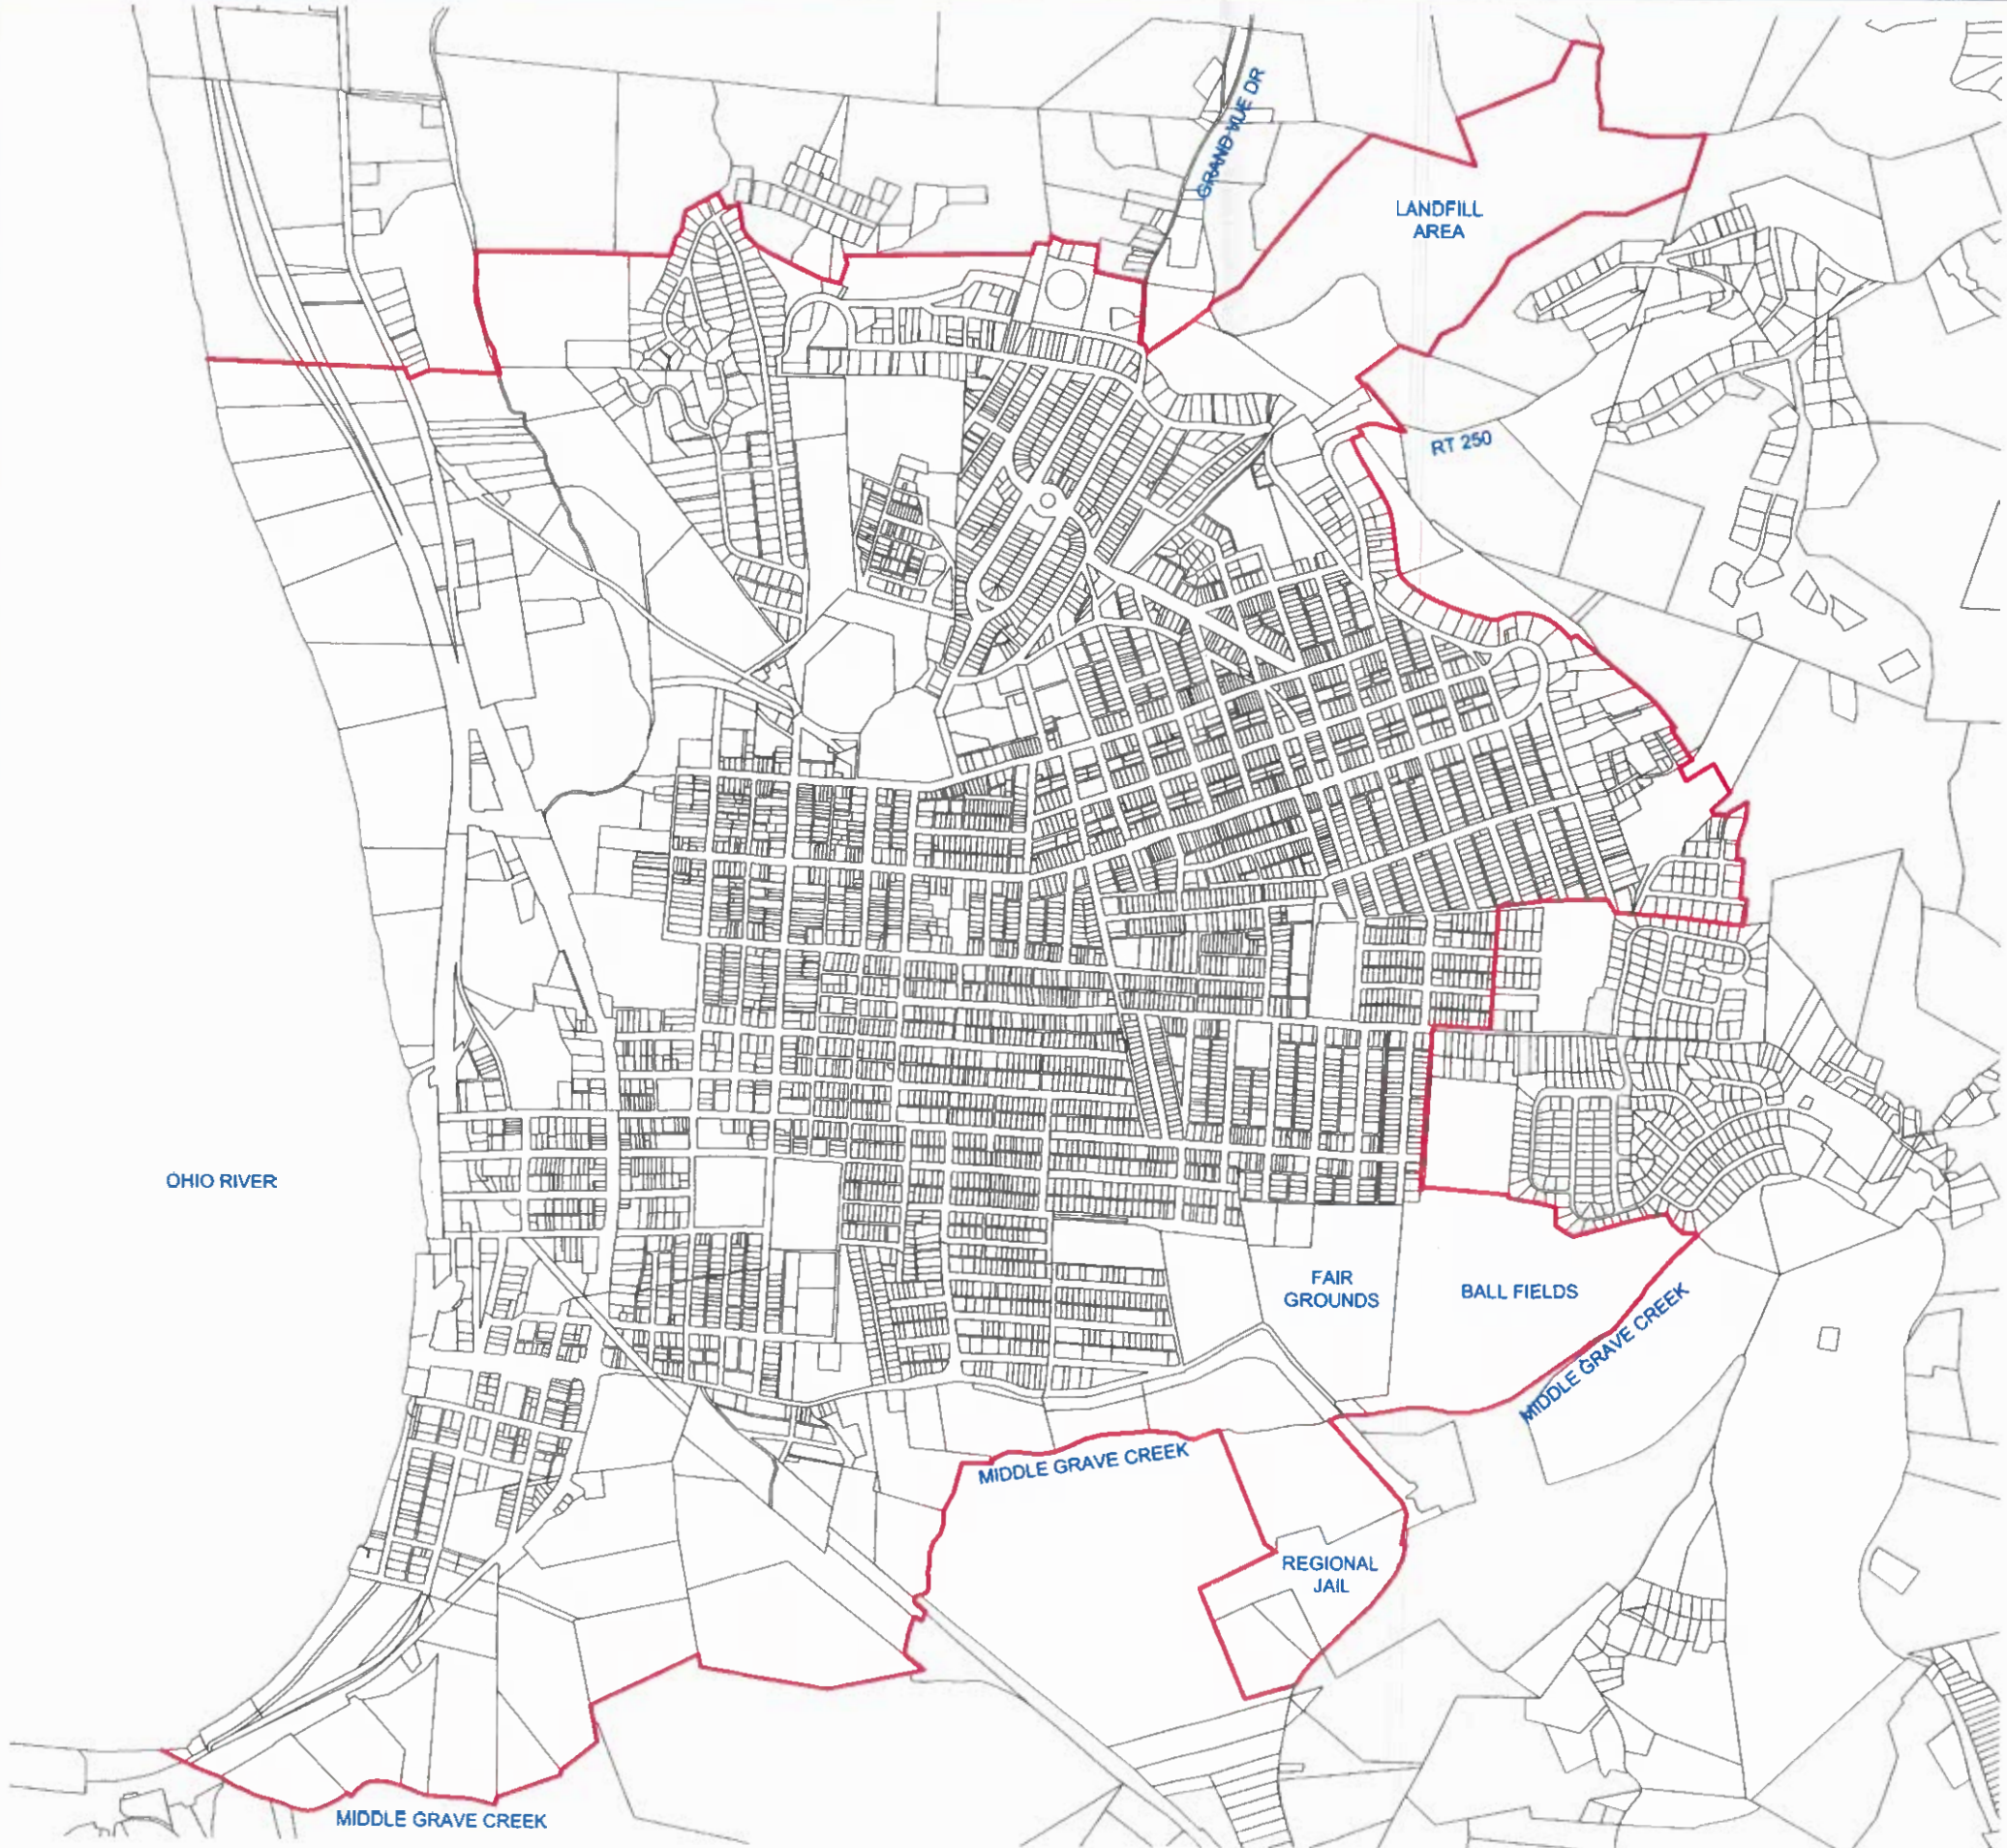 GRAND VUE DR
LANDFILL
AREA
RT 250
OHIO RIVER
FAIR
GROUNDS
BALL FIELDS
MIDDLE GRAVE CREEK
MIDDLE GRAVE CREEK
REGIONAL
JAIL
MIDDLE GRAVE CREEK